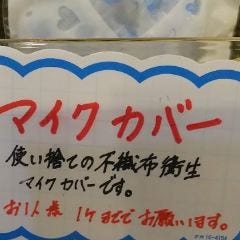 マイクカバー
使い捨ての不織布衛生
マイクカバーです。
お1人様 1ケまでで お願います。